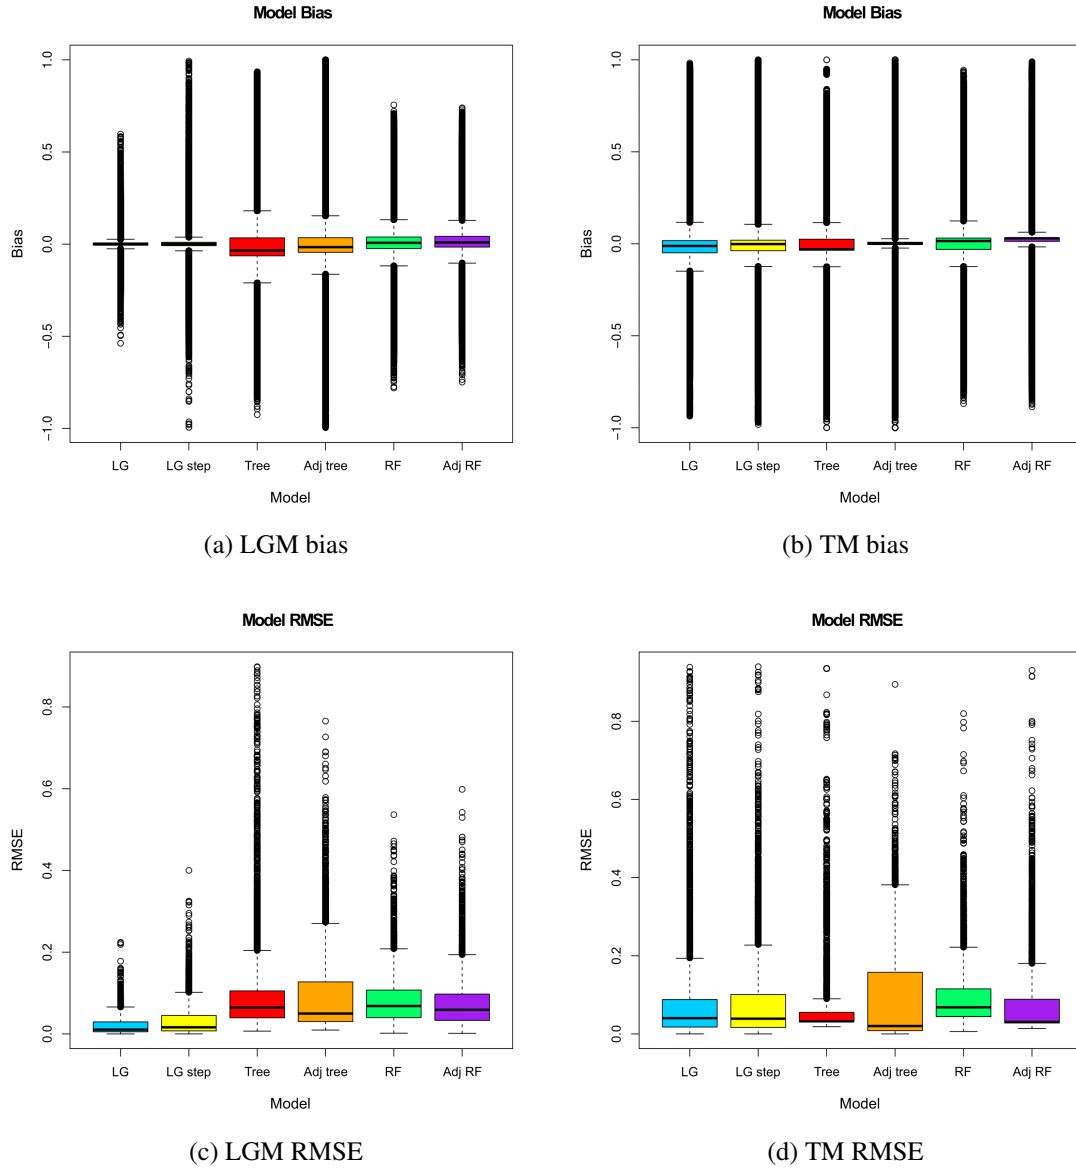 Model Bias
Bias
1.0
0.5
0.0
−0.5
−1.0
LG LG step Tree Adj tree RF Adj RF
Model
(a) LGM bias
Model Bias
Bias
1.0
0.5
0.0
−0.5
−1.0
LG LG step Tree Adj tree RF Adj RF
Model
(b) TM bias
Model RMSE
RMSE
0.8
0.6
0.4
0.2
0.0
LG LG step Tree Adj tree RF Adj RF
Model
(c) LGM RMSE
Model RMSE
RMSE
0.8
0.6
0.4
0.2
0.0
LG LG step Tree Adj tree RF Adj RF
Model
(d) TM RMSE